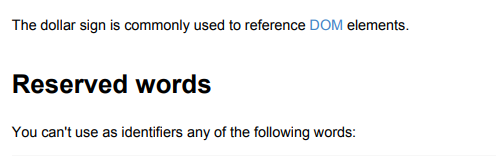 The dollar sign is commonly used to reference DOM elements.
Reserved words
You can't use as identifiers any of the following words: